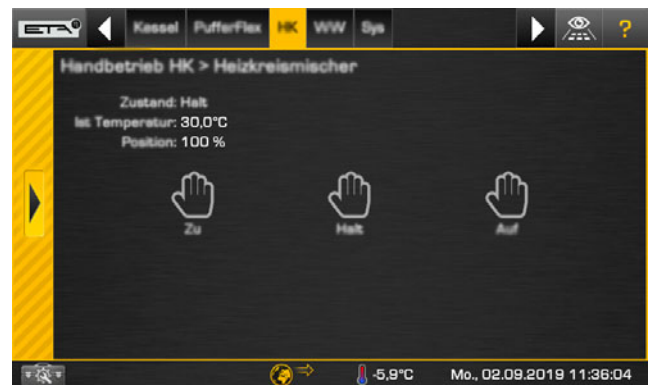 ETA
Kessel PufferFlex HK WW Sys ?
Handbetrieb HK > Heizkreismischer
Zustand: Halt
Ist Temperatur: 30,0°C
Position: 100 %
Zu Halt Auf
-5,9°C Mo., 02.09.2019 11:36:04